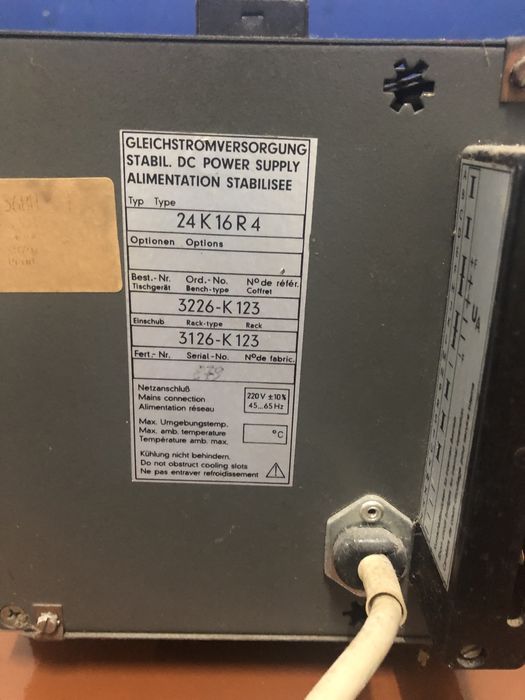 GLEICHSTROMVERSORGUNG
STABIL. DC POWER SUPPLY
ALIMENTATION STABILISEE
Typ Type
24 K 16 R 4
Optionen Options
Best.-Nr. Ord.-No. Nº de référ.
Tischgerät Bench-type Coffret
3226-K 123
Einschub Rack-type Rack
3126-K 123
Fert.-Nr. Serial-No. Nº de fabric.
Netzanschluß
Mains connection
Alimentation réseau
220 V ±10%
45...65 Hz
Max. Umgebungstemp.
Max. amb. temperature
Température amb. max.
°C
Kühlung nicht behindern.
Do not obstruct cooling slots
Ne pas entraver refroidissement